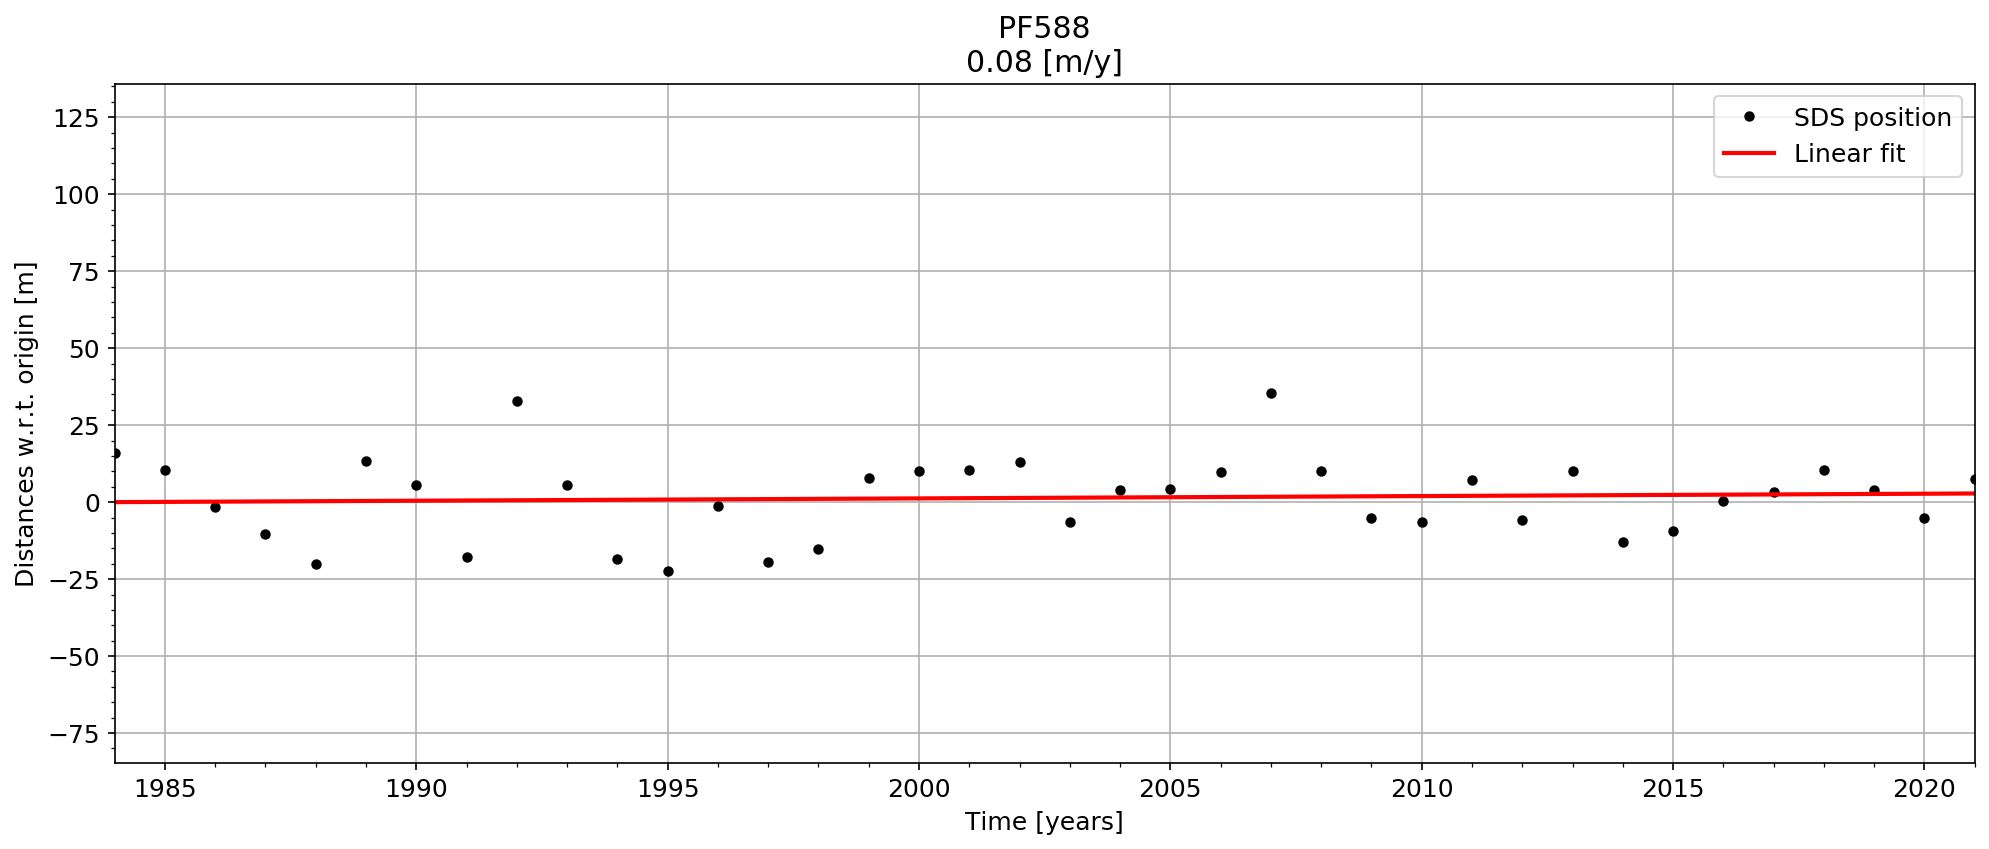 PF588
0.08 [m/y]
SDS position
Linear fit
Distances w.r.t. origin [m]
125
100
75
50
25
0
−25
−50
−75
1985 1990 1995 2000 2005 2010 2015 2020
Time [years]